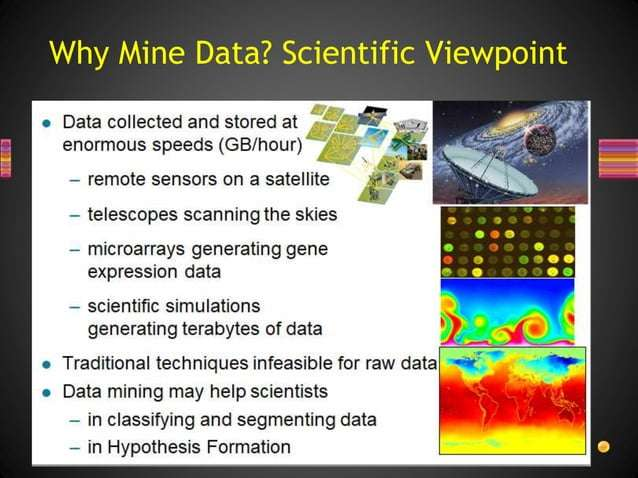 Why Mine Data? Scientific Viewpoint
● Data collected and stored at
enormous speeds (GB/hour)
– remote sensors on a satellite
– telescopes scanning the skies
– microarrays generating gene
expression data
– scientific simulations
generating terabytes of data
● Traditional techniques infeasible for raw data
● Data mining may help scientists
– in classifying and segmenting data
– in Hypothesis Formation